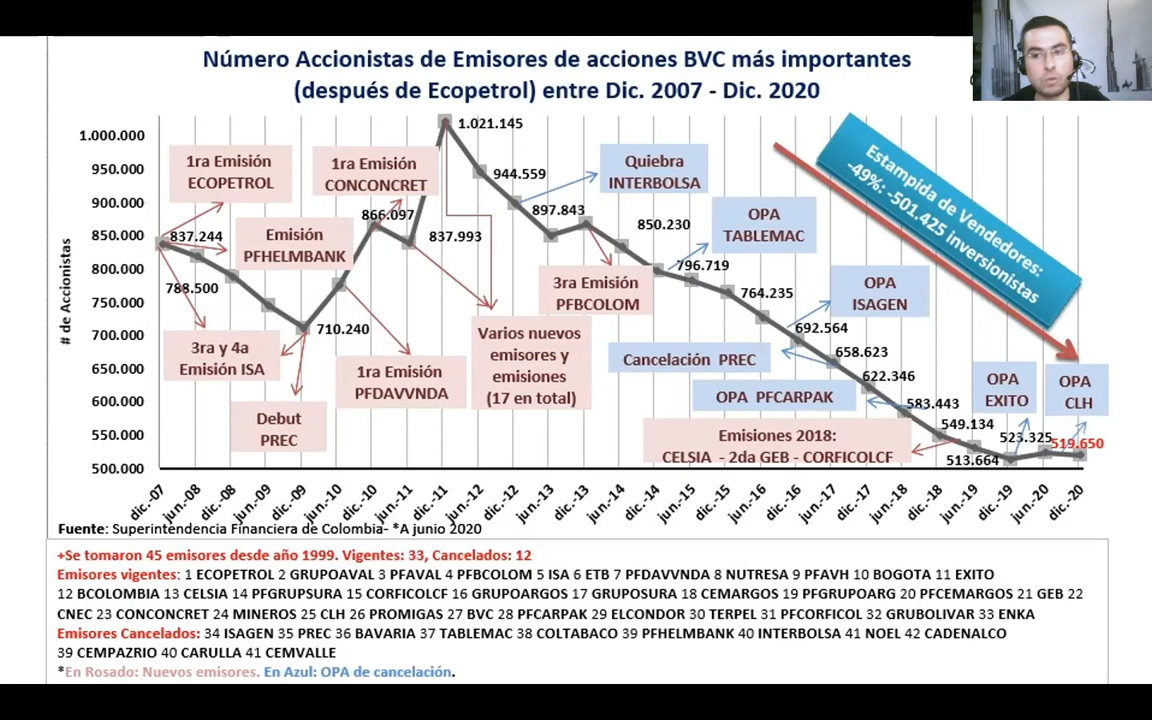 Número Accionistas de Emisores de acciones BVC más importantes
(después de Ecopetrol) entre Dic. 2007 - Dic. 2020
# de Accionistas
1.000.000
950.000
900.000
850.000
800.000
750.000
700.000
650.000
600.000
550.000
500.000
1ra Emisión
ECOPETROL
837.244
Emisión
PFHELMBANK
788.500
3ra y 4a
Emisión ISA
Debut
PREC
710.240
1ra Emisión
CONCONCRET
866.097
837.993
1ra Emisión
PFDAVVNDA
1.021.145
944.559
Varios nuevos
emisores y
emisiones
(17 en total)
897.843
Quiebra
INTERBOLSA
3ra Emisión
PFBCOLOM
850.230
OPA
TABLEMAC
796.719
764.235
OPA
ISAGEN
692.564
Cancelación PREC
658.623
OPA PFCARPAK
622.346
583.443
Emisiones 2018:
CELSIA - 2da GEB - CORFICOLCF
549.134
513.664
OPA
EXITO
523.325
OPA
CLH
519.650
Estampida de Vendedores:
-49%: -501.425 inversionistas
dic.-07
jun.-08
dic.-08
jun.-09
dic.-09
jun.-10
dic.-10
jun.-11
dic.-11
jun.-12
dic.-12
jun.-13
dic.-13
jun.-14
dic.-14
jun.-15
dic.-15
jun.-16
dic.-16
jun.-17
dic.-17
jun.-18
dic.-18
jun.-19
dic.-19
jun.-20
dic.-20
Fuente: Superintendencia Financiera de Colombia- *A junio 2020
+Se tomaron 45 emisores desde año 1999. Vigentes: 33, Cancelados: 12
Emisores vigentes: 1 ECOPETROL 2 GRUPOAVAL 3 PFAVAL 4 PFBCOLOM 5 ISA 6 ETB 7 PFDAVVNDA 8 NUTRESA 9 PFAVH 10 BOGOTA 11 EXITO
12 BCOLOMBIA 13 CELSIA 14 PFGRUPSURA 15 CORFICOLCF 16 GRUPOARGOS 17 GRUPOSURA 18 CEMARGOS 19 PFGRUPOARG 20 PFCEMARGOS 21 GEB 22
CNEC 23 CONCONCRET 24 MINEROS 25 CLH 26 PROMIGAS 27 BVC 28 PFCARPAK 29 ELCONDOR 30 TERPEL 31 PFCORFICOL 32 GRUBOLIVAR 33 ENKA
Emisores Cancelados: 34 ISAGEN 35 PREC 36 BAVARIA 37 TABLEMAC 38 COLTABACO 39 PFHELMBANK 40 INTERBOLSA 41 NOEL 42 CADENALCO
39 CEMPAZRIO 40 CARULLA 41 CEMVALLE
*En Rosado: Nuevos emisores. En Azul: OPA de cancelación.